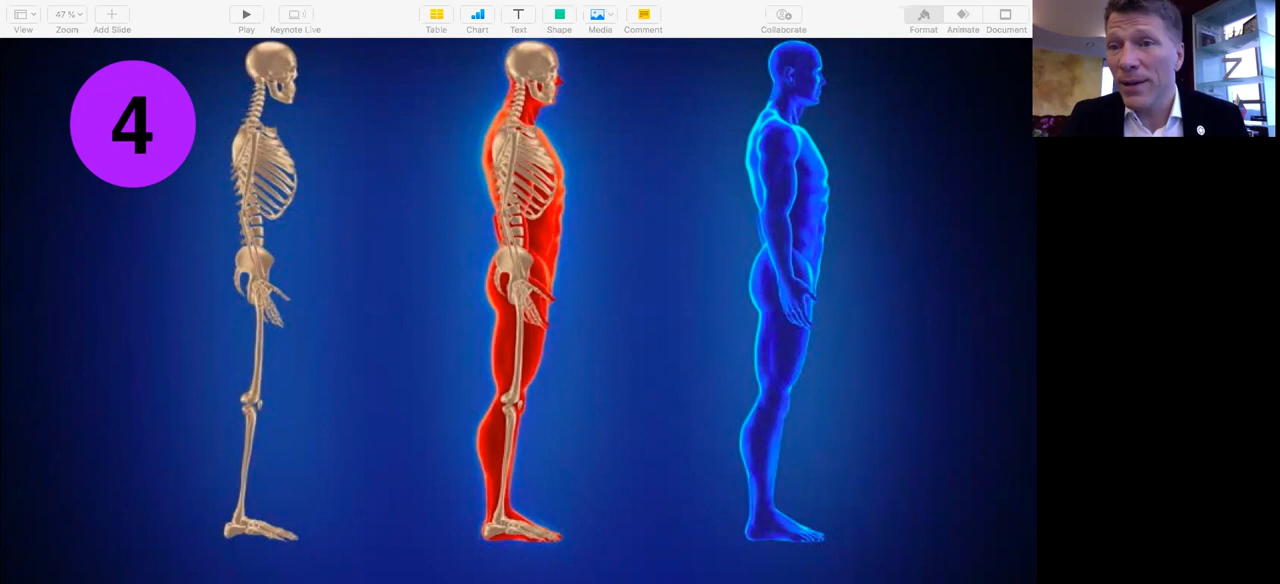 47 %
View Zoom Add Slide Play Keynote Live Table Chart Text Shape Media Comment Collaborate Format Animate Document
4
Z